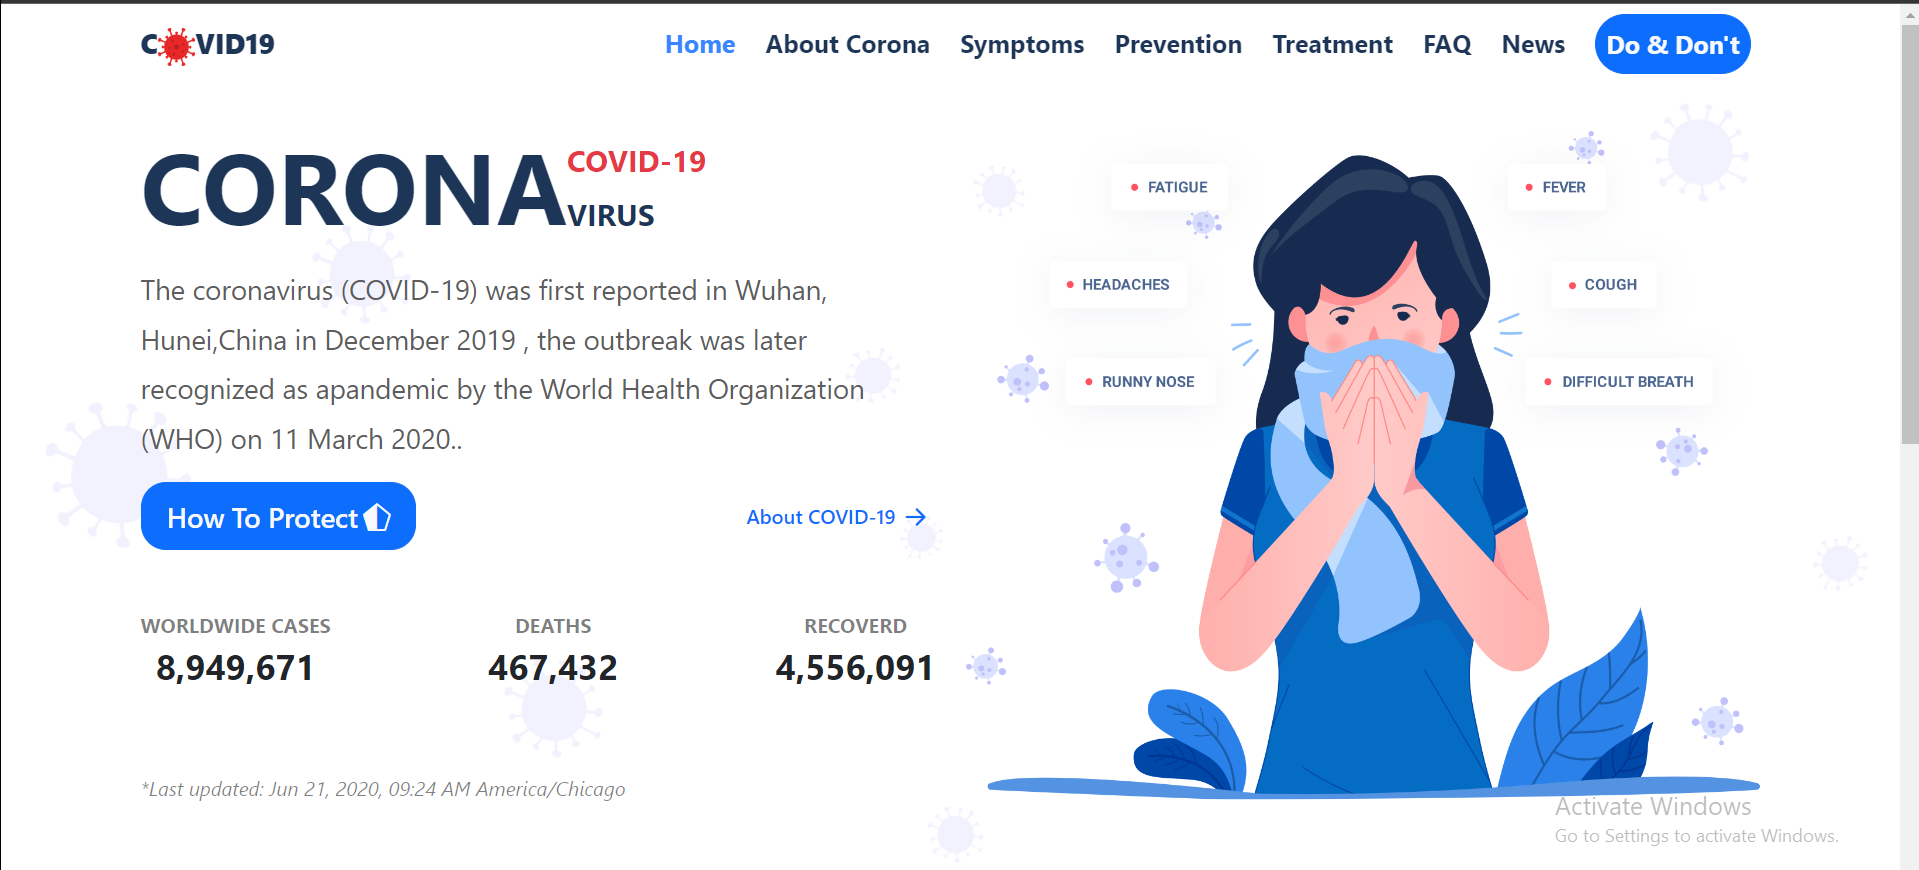 COVID19
Home About Corona Symptoms Prevention Treatment FAQ News Do & Don't
CORONA
COVID-19
VIRUS
The coronavirus (COVID-19) was first reported in Wuhan,
Hunei,China in December 2019 , the outbreak was later
recognized as apandemic by the World Health Organization
(WHO) on 11 March 2020..
How To Protect
About COVID-19
WORLDWIDE CASES
8,949,671
DEATHS
467,432
RECOVERD
4,556,091
*Last updated: Jun 21, 2020, 09:24 AM America/Chicago
FATIGUE
FEVER
HEADACHES
COUGH
RUNNY NOSE
DIFFICULT BREATH
Activate Windows
Go to Settings to activate Windows.